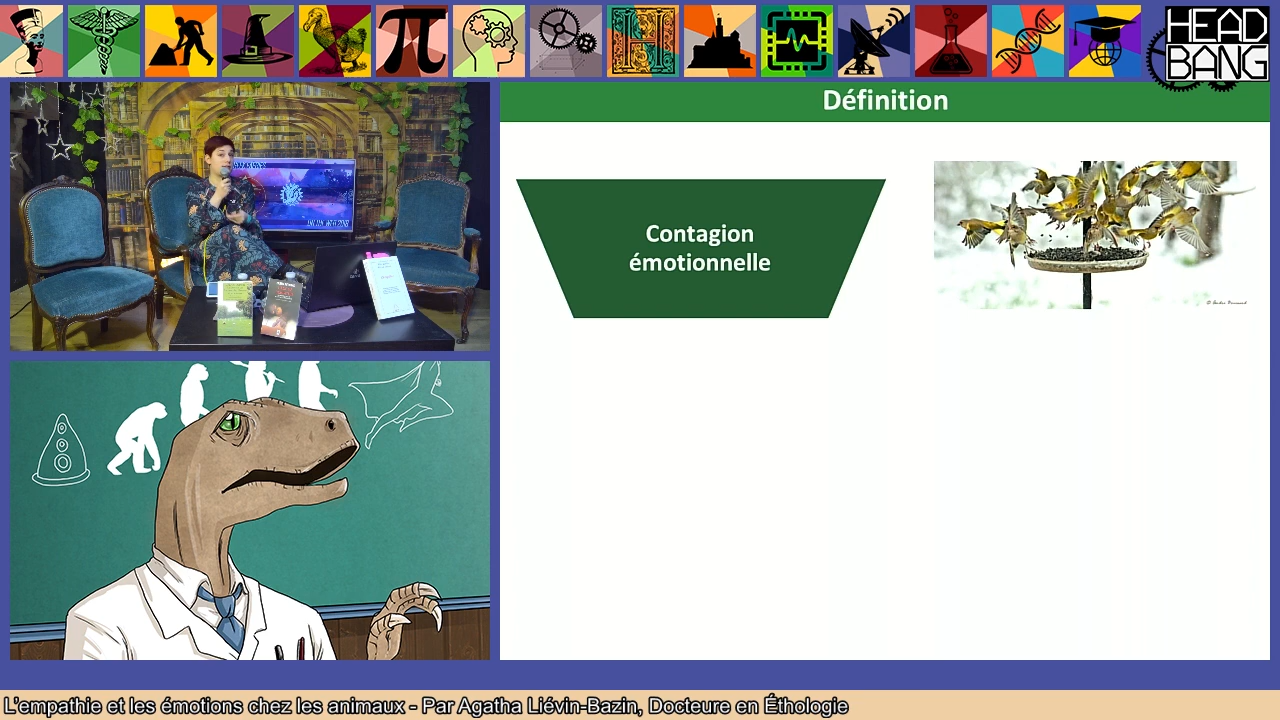 HEAD
BANG
Définition
Contagion
émotionnelle
L'empathie et les émotions chez les animaux - Par Agatha Liévin-Bazin, Docteure en Éthologie